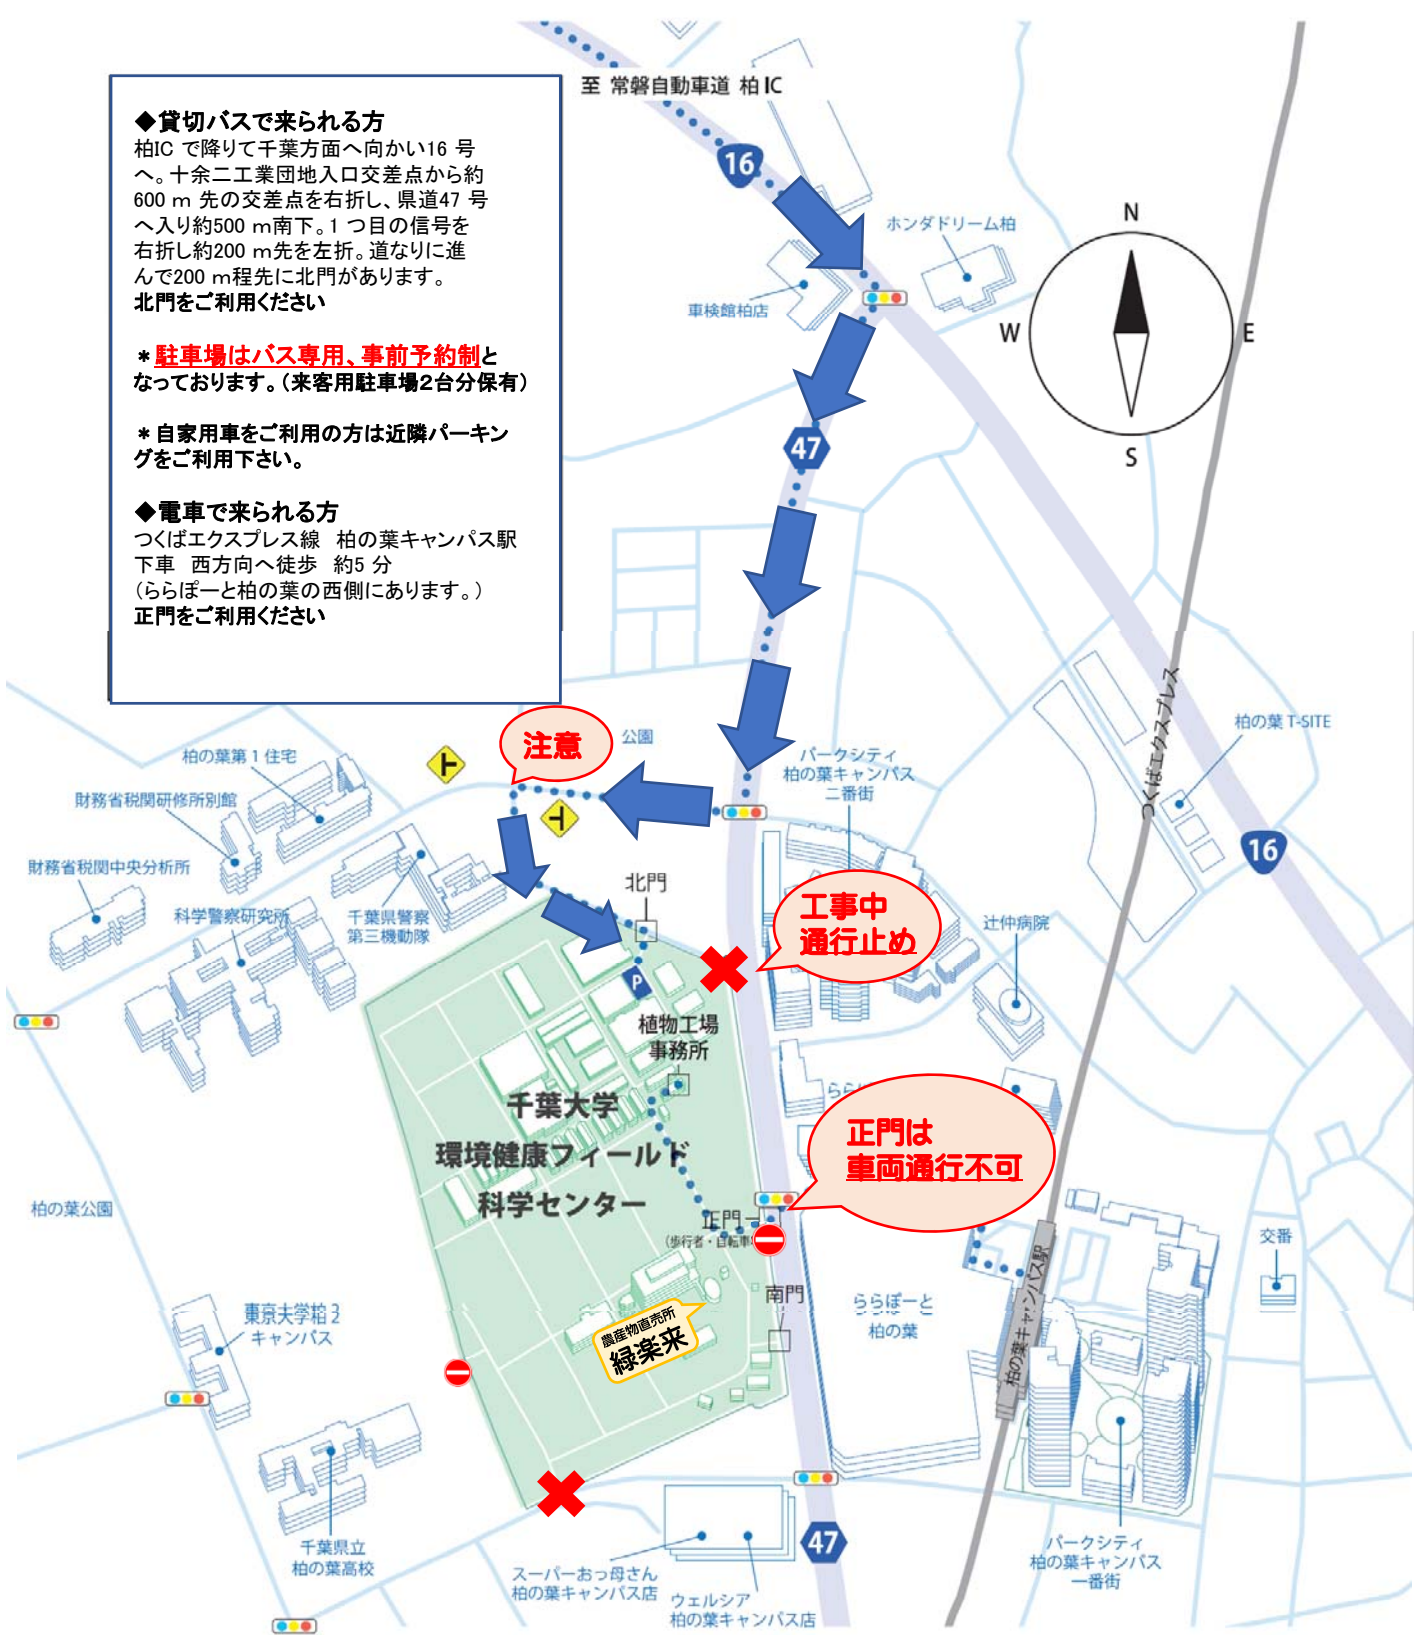 至 常磐自動車道 柏 IC
◆貸切バスで来られる方
柏IC で降りて千葉方面へ向かい16 号
へ。十余二工業団地入口交差点から約
600 m 先の交差点を右折し、県道47 号
へ入り約500 m南下。1 つ目の信号を
右折し約200 m先を左折。道なりに進
んで200 m程先に北門があります。
北門をご利用ください
＊駐車場はバス専用、事前予約制と
なっております。（来客用駐車場２台分保有）
＊自家用車をご利用の方は近隣パーキン
グをご利用下さい。
◆電車で来られる方
つくばエクスプレス線　柏の葉キャンパス駅
下車　西方向へ徒歩　約5 分
（ららぽーと柏の葉の西側にあります。）
正門をご利用ください
16
ホンダドリーム柏
車検館柏店
N
W
E
S
47
つくばエクスプレス
柏の葉 T-SITE
16
注意
公園
パークシティ
柏の葉キャンパス
二番街
柏の葉第１住宅
財務省税関研修所別館
財務省税関中央分析所
科学警察研究所
千葉県警察
第三機動隊
北門
工事中
通行止め
辻仲病院
P
植物工場
事務所
千葉大学
環境健康フィールド
科学センター
ららぽ
正門は
車両通行不可
正門
（歩行者・自転車
南門
柏の葉公園
交番
柏の葉キャンパス駅
ららぽーと
柏の葉
東京大学柏２
キャンパス
農産物直売所
緑楽来
千葉県立
柏の葉高校
47
スーパーおっ母さん
柏の葉キャンパス店
ウェルシア
柏の葉キャンパス店
パークシティ
柏の葉キャンパス
一番街